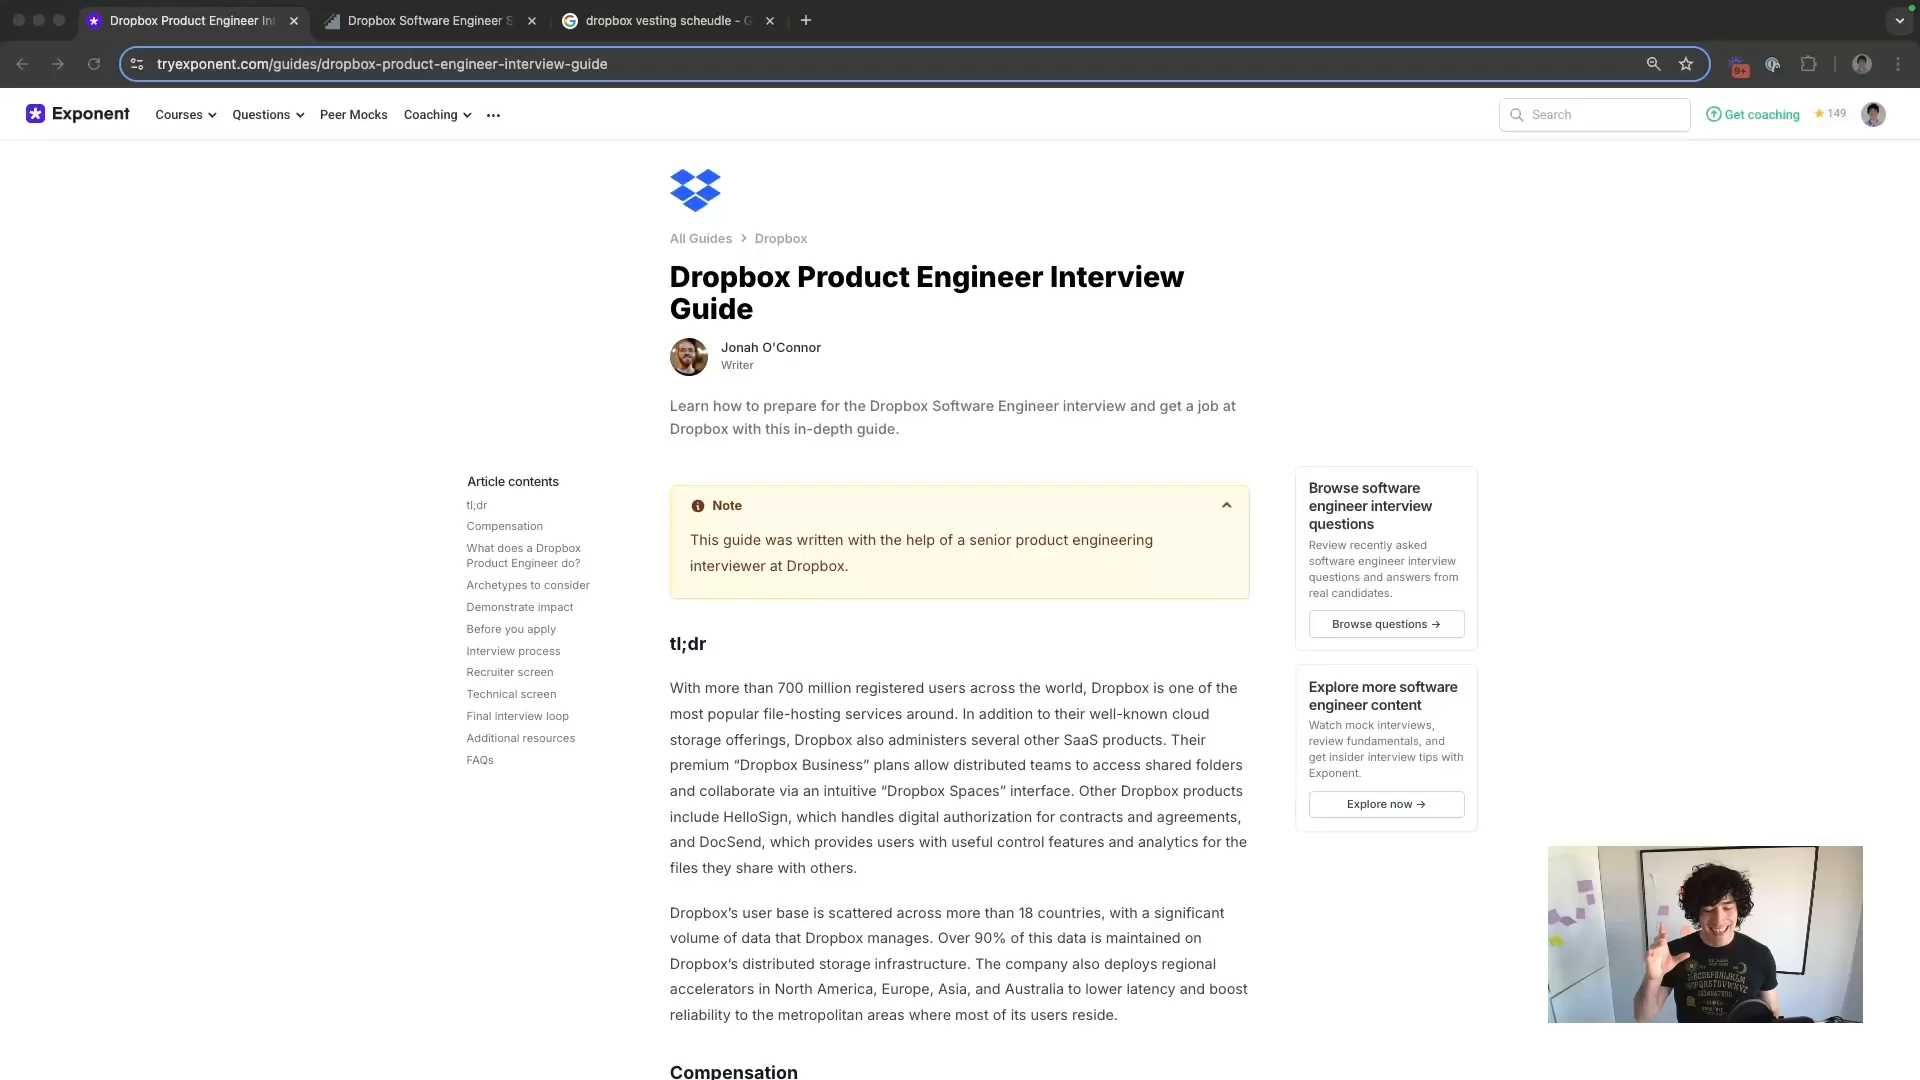 Dropbox Product Engineer In
Dropbox Software Engineer S
dropbox vesting scheudle - G
tryexponent.com/guides/dropbox-product-engineer-interview-guide
9+
Exponent
Courses
Questions
Peer Mocks
Coaching
Search
Get coaching
149
All Guides > Dropbox
Dropbox Product Engineer Interview
Guide
Jonah O'Connor
Writer
Learn how to prepare for the Dropbox Software Engineer interview and get a job at
Dropbox with this in-depth guide.
Article contents
tl;dr
Compensation
What does a Dropbox
Product Engineer do?
Archetypes to consider
Demonstrate impact
Before you apply
Interview process
Recruiter screen
Technical screen
Final interview loop
Additional resources
FAQs
Note
This guide was written with the help of a senior product engineering
interviewer at Dropbox.
tl;dr
With more than 700 million registered users across the world, Dropbox is one of the
most popular file-hosting services around. In addition to their well-known cloud
storage offerings, Dropbox also administers several other SaaS products. Their
premium “Dropbox Business” plans allow distributed teams to access shared folders
and collaborate via an intuitive “Dropbox Spaces” interface. Other Dropbox products
include HelloSign, which handles digital authorization for contracts and agreements,
and DocSend, which provides users with useful control features and analytics for the
files they share with others.
Dropbox’s user base is scattered across more than 18 countries, with a significant
volume of data that Dropbox manages. Over 90% of this data is maintained on
Dropbox’s distributed storage infrastructure. The company also deploys regional
accelerators in North America, Europe, Asia, and Australia to lower latency and boost
reliability to the metropolitan areas where most of its users reside.
Compensation
Browse software
engineer interview
questions
Review recently asked
software engineer interview
questions and answers from
real candidates.
Browse questions →
Explore more software
engineer content
Watch mock interviews,
review fundamentals, and
get insider interview tips with
Exponent.
Explore now →